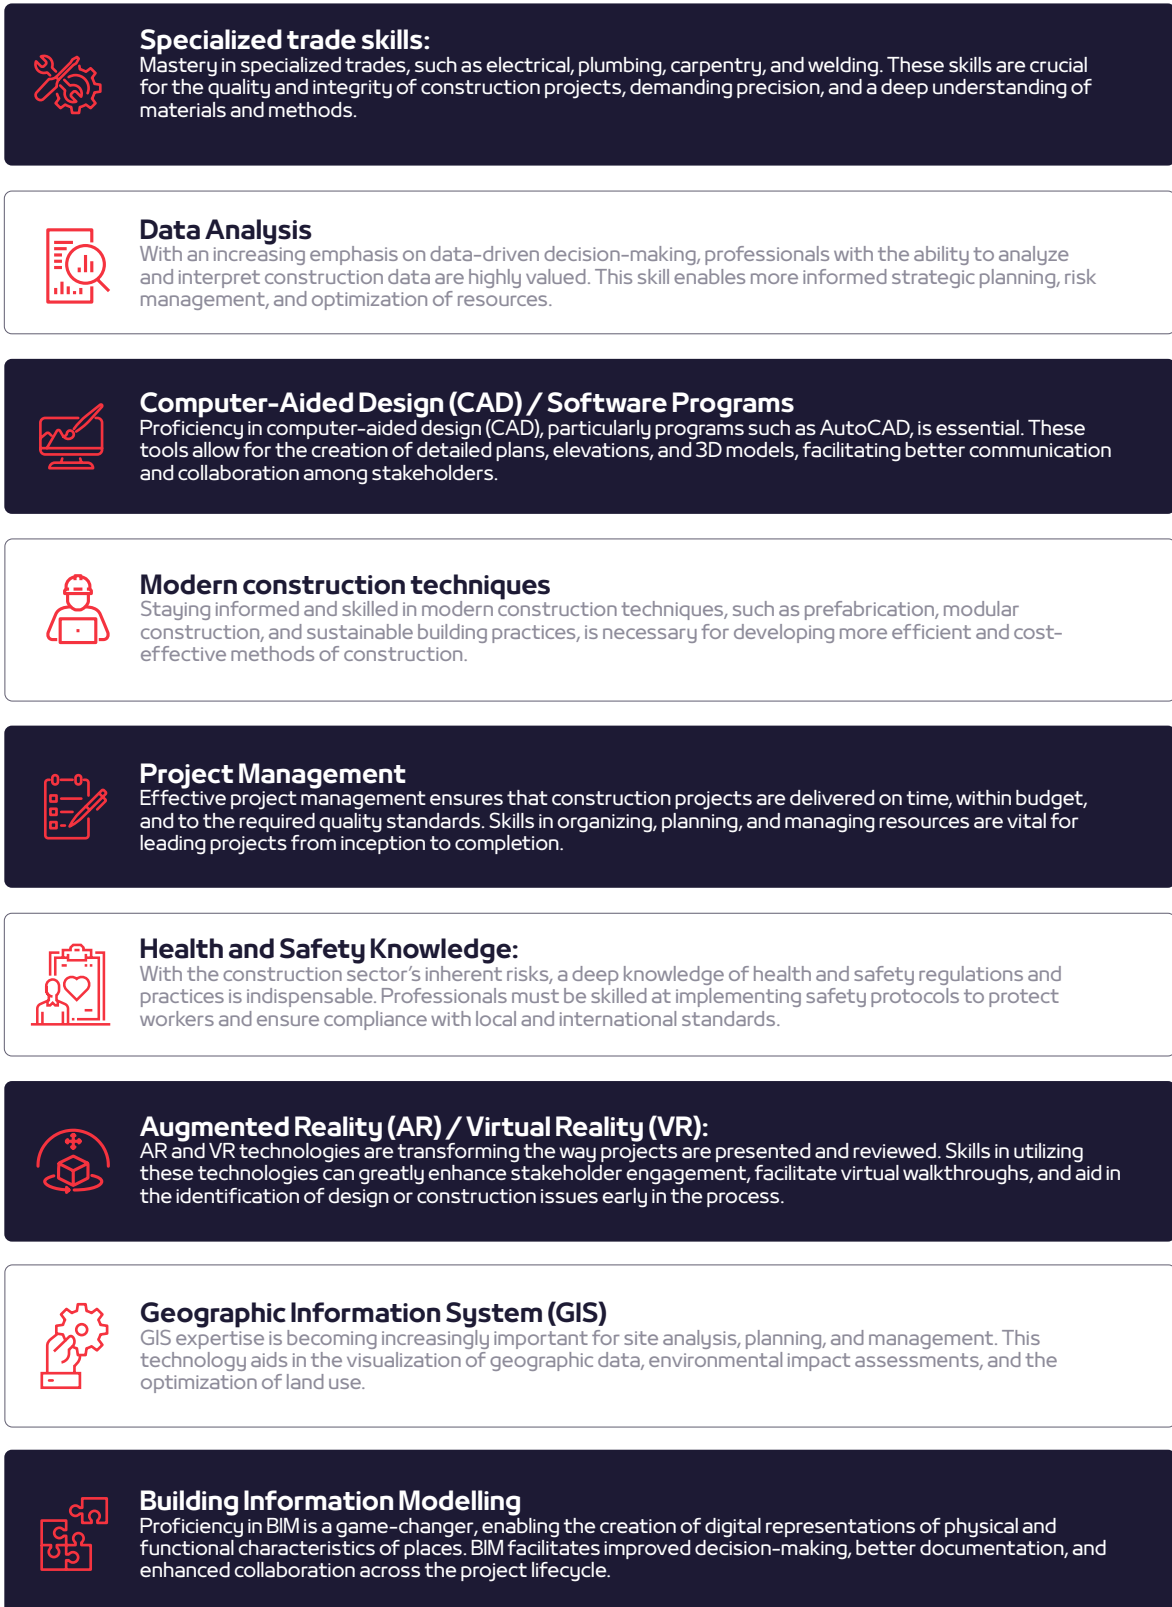 Specialized trade skills:
Mastery in specialized trades, such as electrical, plumbing, carpentry, and welding. These skills are crucial
for the quality and integrity of construction projects, demanding precision, and a deep understanding of
materials and methods.
Data Analysis
With an increasing emphasis on data-driven decision-making, professionals with the ability to analyze
and interpret construction data are highly valued. This skill enables more informed strategic planning, risk
management, and optimization of resources.
Computer-Aided Design (CAD) / Software Programs
Proficiency in computer-aided design (CAD), particularly programs such as AutoCAD, is essential. These
tools allow for the creation of detailed plans, elevations, and 3D models, facilitating better communication
and collaboration among stakeholders.
Modern construction techniques
Staying informed and skilled in modern construction techniques, such as prefabrication, modular
construction, and sustainable building practices, is necessary for developing more efficient and cost-
effective methods of construction.
Project Management
Effective project management ensures that construction projects are delivered on time, within budget,
and to the required quality standards. Skills in organizing, planning, and managing resources are vital for
leading projects from inception to completion.
Health and Safety Knowledge:
With the construction sector's inherent risks, a deep knowledge of health and safety regulations and
practices is indispensable. Professionals must be skilled at implementing safety protocols to protect
workers and ensure compliance with local and international standards.
Augmented Reality (AR) / Virtual Reality (VR):
AR and VR technologies are transforming the way projects are presented and reviewed. Skills in utilizing
these technologies can greatly enhance stakeholder engagement, facilitate virtual walkthroughs, and aid in
the identification of design or construction issues early in the process.
Geographic Information System (GIS)
GIS expertise is becoming increasingly important for site analysis, planning, and management. This
technology aids in the visualization of geographic data, environmental impact assessments, and the
optimization of land use.
Building Information Modelling
Proficiency in BIM is a game-changer, enabling the creation of digital representations of physical and
functional characteristics of places. BIM facilitates improved decision-making, better documentation, and
enhanced collaboration across the project lifecycle.